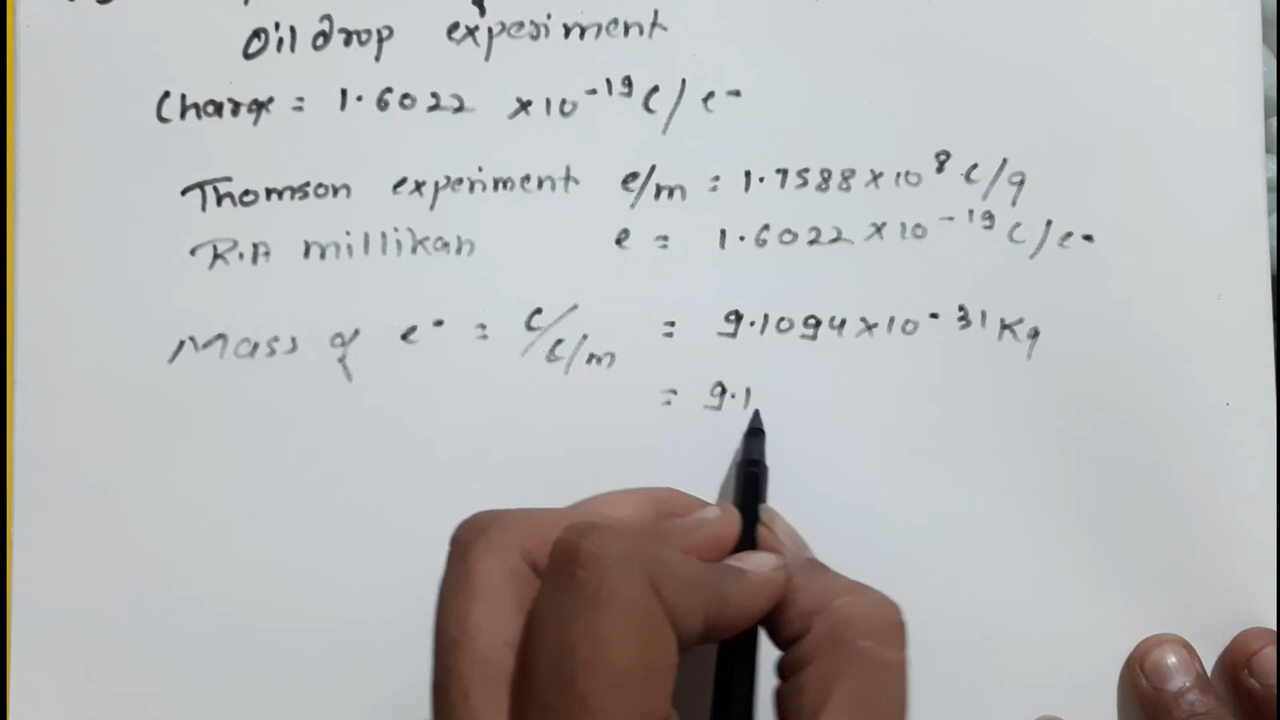 Oil drop experiment
Charge = 1.6022 ×10⁻¹⁹ C/e⁻
Thomson experiment e/m = 1.7588×10⁸ C/g
R.A millikan e = 1.6022×10⁻¹⁹ C/e-
Mass of e⁻ = e/e/m = 9.1094×10⁻³¹ Kg
= 9.1